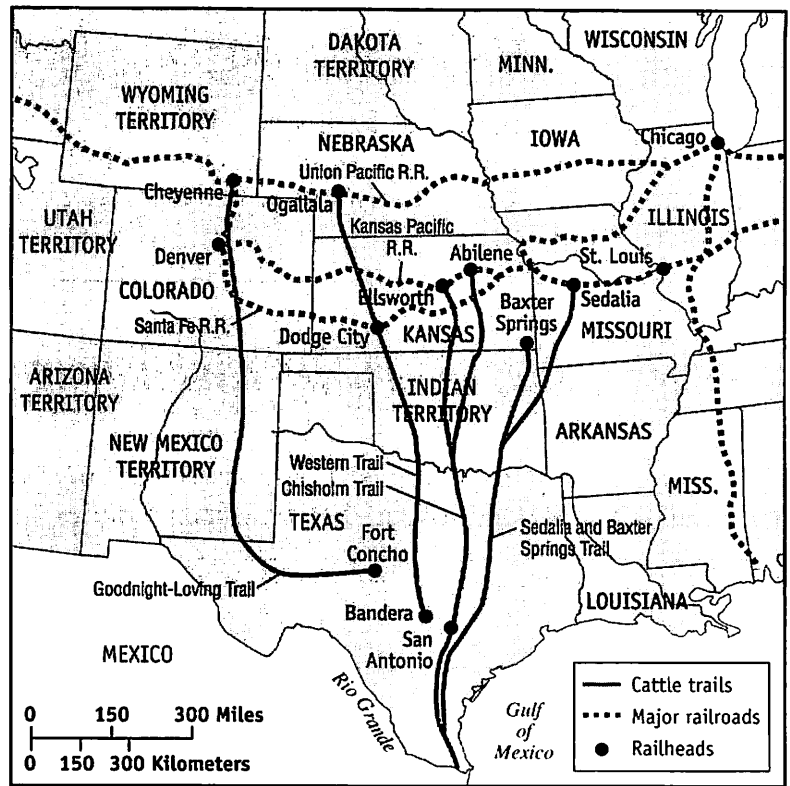 DAKOTA
TERRITORY
WISCONSIN
MINN.
WYOMING
TERRITORY
NEBRASKA
IOWA
Chicago
Union Pacific R.R.
Cheyenne
Ogallala
UTAH
TERRITORY
Kansas Pacific
R.R.
ILLINOIS
Denver
Abilene
St. Louis
COLORADO
Ellsworth
Baxter
Springs
Sedalia
Santa Fe R.R.
Dodge City
KANSAS
MISSOURI
ARIZONA
TERRITORY
INDIAN
TERRITORY
ARKANSAS
NEW MEXICO
TERRITORY
Western Trail
Chisholm Trail
MISS.
TEXAS
Fort
Concho
Sedalia and Baxter
Springs Trail
Goodnight-Loving Trail
LOUISIANA
Bandera
San
Antonio
MEXICO
Rio Grande
Gulf
of
Mexico
Cattle trails
Major railroads
Railheads
0 150 300 Miles
0 150 300 Kilometers